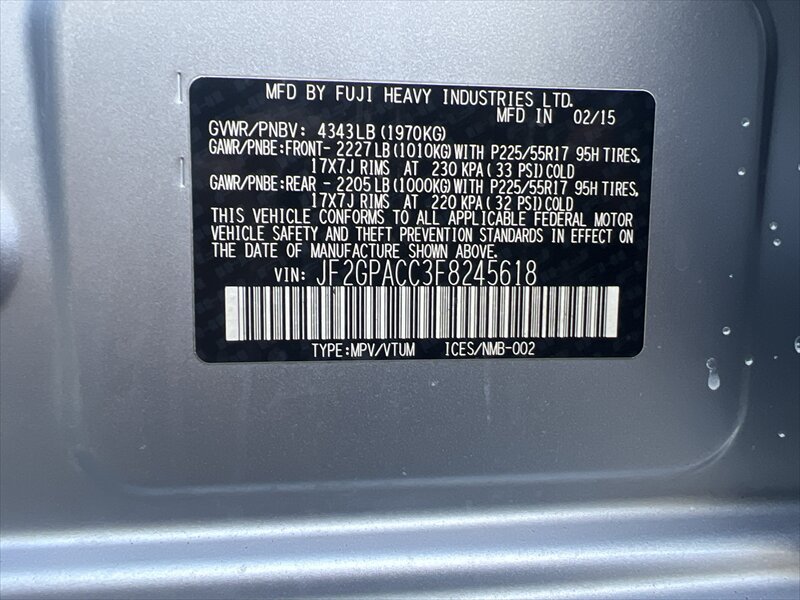 MFD BY FUJI HEAVY INDUSTRIES LTD.
MFD IN 02/15
GVWR/PNBV: 4343LB(1970KG)
GAWR/PNBE:FRONT- 2227LB(1010KG)WITH P225/55R17 95H TIRES,
17X7J RIMS AT 230 KPA(33 PSI)COLD
GAWR/PNBE:REAR - 2205LB(1000KG)WITH P225/55R17 95H TIRES,
17X7J RIMS AT 220 KPA(32 PSI)COLD
THIS VEHICLE CONFORMS TO ALL APPLICABLE FEDERAL MOTOR
VEHICLE SAFETY AND THEFT PREVENTION STANDARDS IN EFFECT ON
THE DATE OF MANUFACTURE SHOWN ABOVE.
VIN: JF2GPACC3F8245618
TYPE:MPV/VTUM ICES/NMB-002